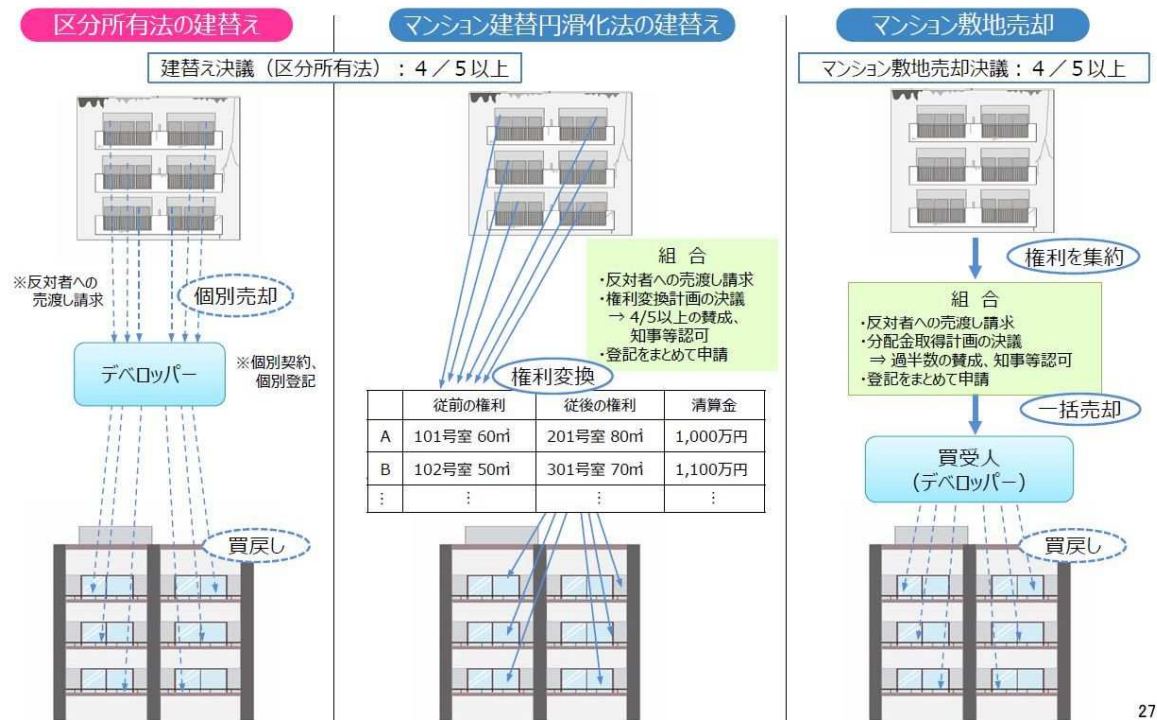 区分所有法の建替え
マンション建替円滑化法の建替え
建替え決議（区分所有法）：４／５以上
※反対者への
売渡し請求
個別売却
デベロッパー
※個別契約、
個別登記
買戻し
組 合
・反対者への売渡し請求
・権利変換計画の決議
⇒ 4/5以上の賛成、
知事等認可
・登記をまとめて申請
権利変換
従前の権利 従後の権利 清算金
A 101号室 60㎡ 201号室 80㎡ 1,000万円
B 102号室 50㎡ 301号室 70㎡ 1,100万円
⋮ ⋮ ⋮ ⋮
マンション敷地売却
マンション敷地売却決議：４／５以上
権利を集約
組 合
・反対者への売渡し請求
・分配金取得計画の決議
⇒ 過半数の賛成、知事等認可
・登記をまとめて申請
一括売却
買受人
（デベロッパー）
買戻し
27